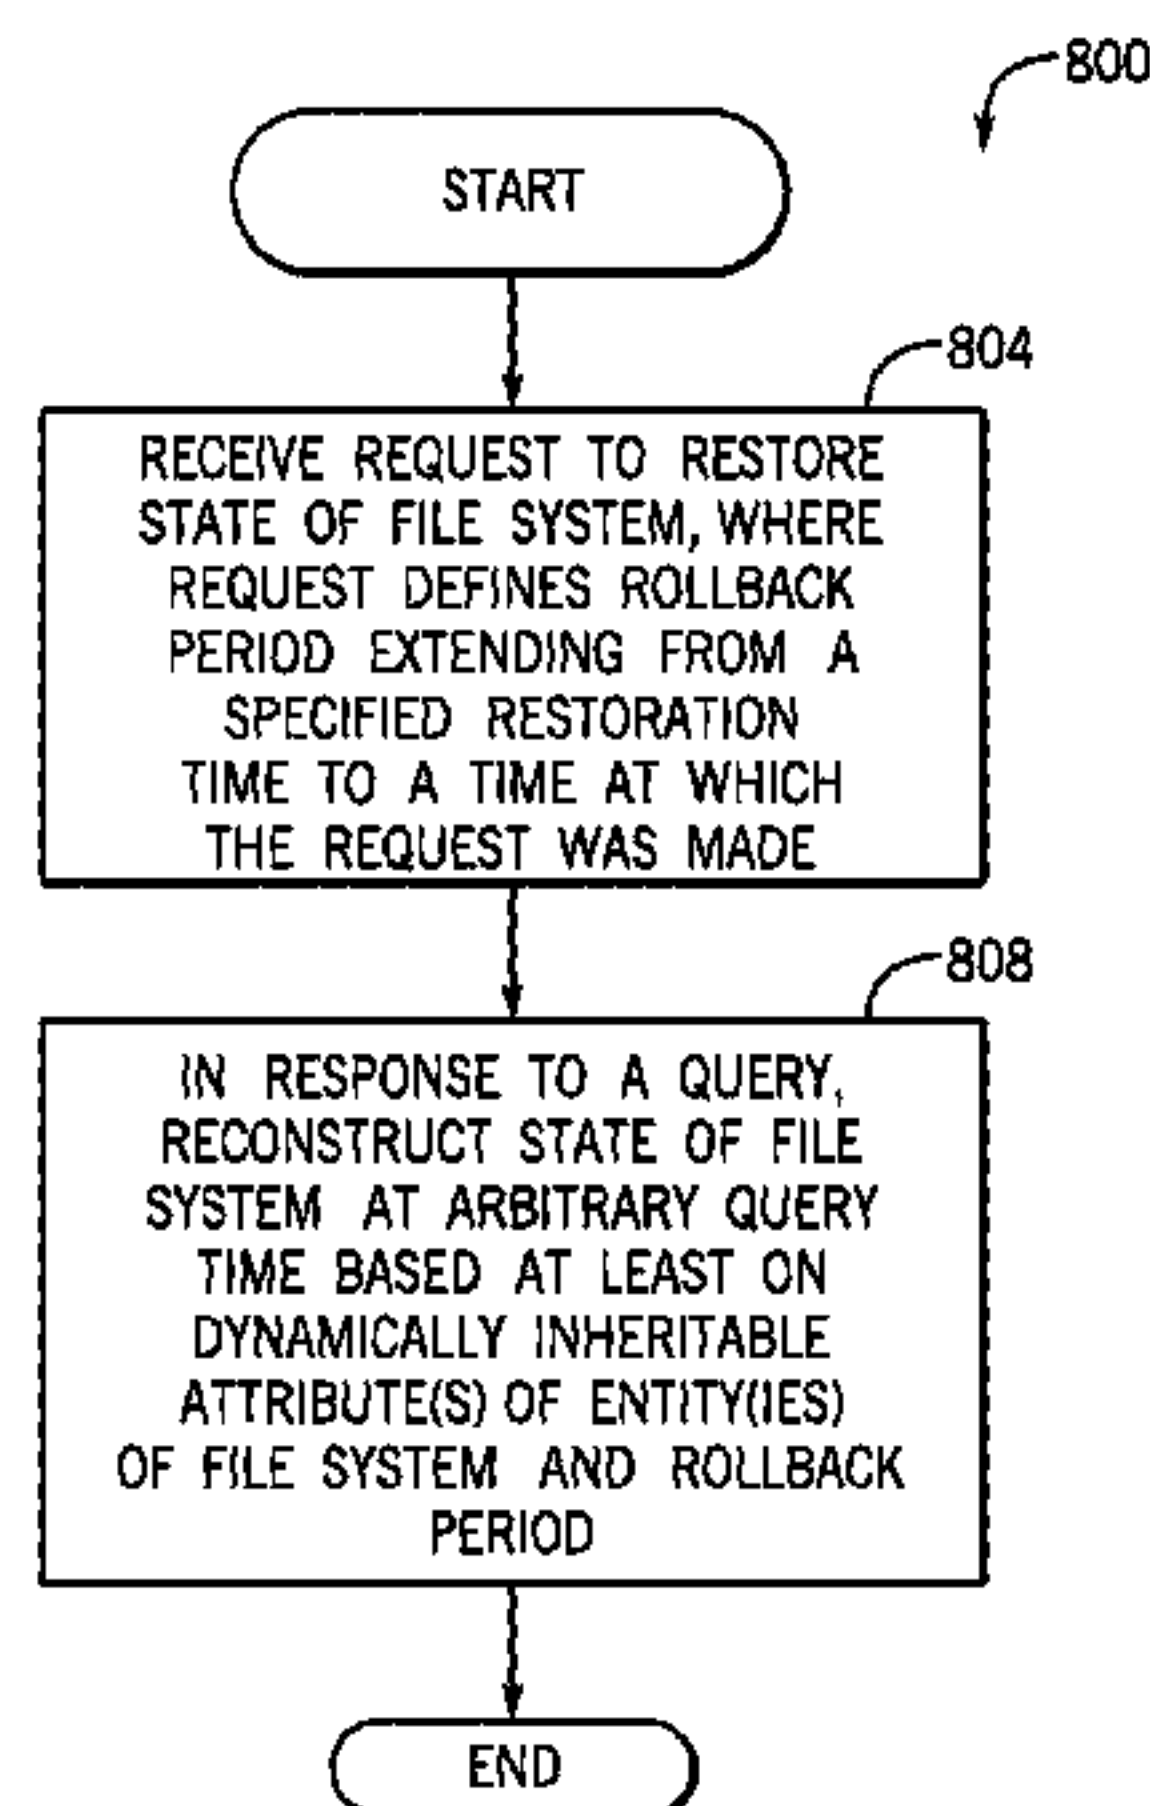 800
START
804
RECEIVE REQUEST TO RESTORE
STATE OF FILE SYSTEM, WHERE
REQUEST DEFINES ROLLBACK
PERIOD EXTENDING FROM A
SPECIFIED RESTORATION
TIME TO A TIME AT WHICH
THE REQUEST WAS MADE
808
IN RESPONSE TO A QUERY,
RECONSTRUCT STATE OF FILE
SYSTEM AT ARBITRARY QUERY
TIME BASED AT LEAST ON
DYNAMICALLY INHERITABLE
ATTRIBUTE(S) OF ENTITY(IES)
OF FILE SYSTEM AND ROLLBACK
PERIOD
END